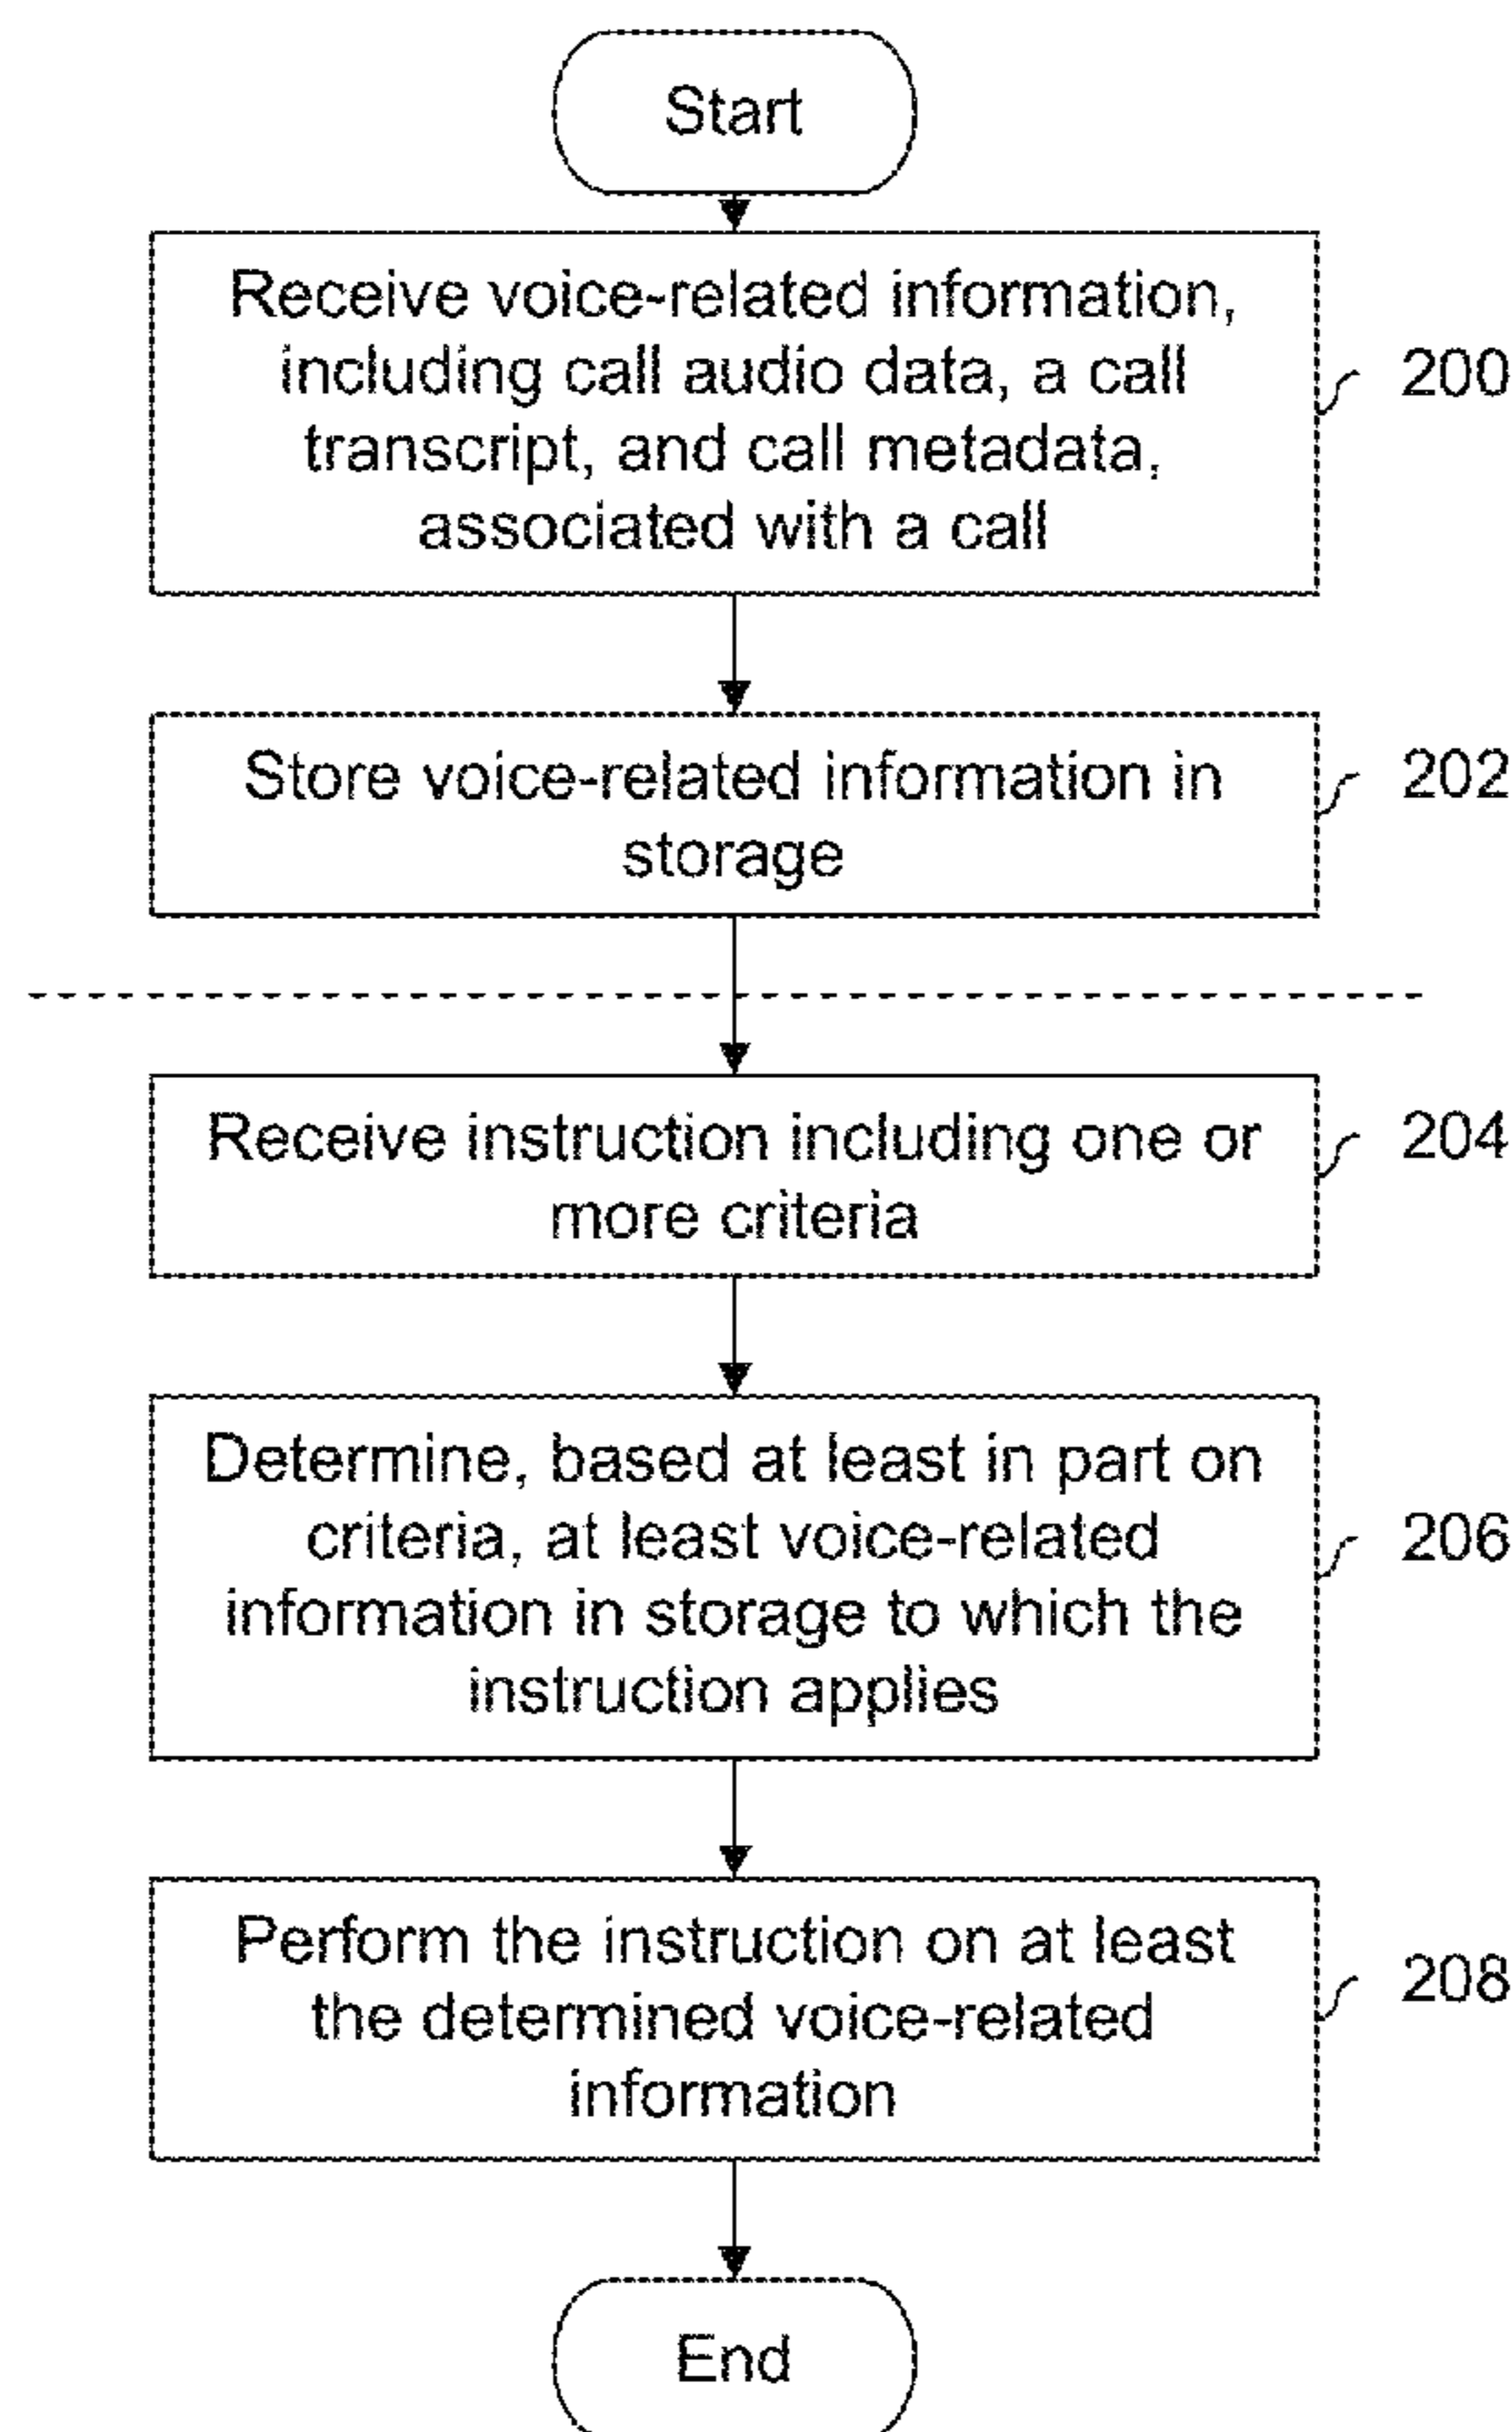 Start
Receive voice-related information,
including call audio data, a call
transcript, and call metadata,
associated with a call
200
Store voice-related information in
storage
202
Receive instruction including one or
more criteria
204
Determine, based at least in part on
criteria, at least voice-related
information in storage to which the
instruction applies
206
Perform the instruction on at least
the determined voice-related
information
208
End